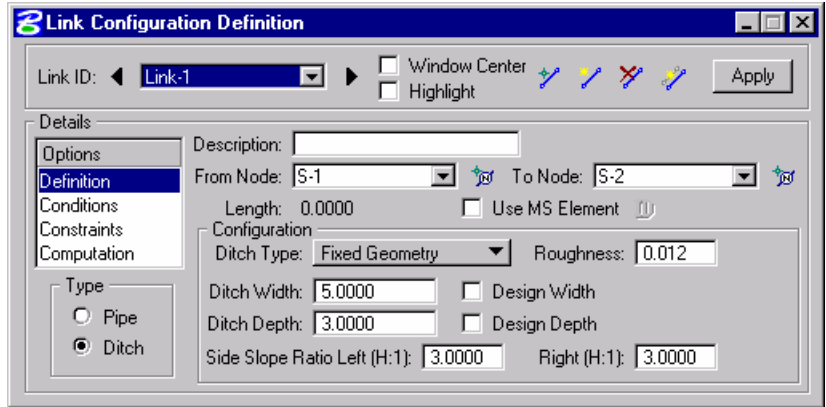 Link Configuration Definition
Link ID: Link-1 Window Center Apply
Highlight
Details
Options
Definition
Conditions
Constraints
Computation
Type
Pipe
Ditch
Description:
From Node: S-1 To Node: S-2
Length: 0.0000 Use MS Element
Configuration
Ditch Type: Fixed Geometry Roughness: 0.012
Ditch Width: 5.0000 Design Width
Ditch Depth: 3.0000 Design Depth
Side Slope Ratio Left (H:1): 3.0000 Right (H:1): 3.0000